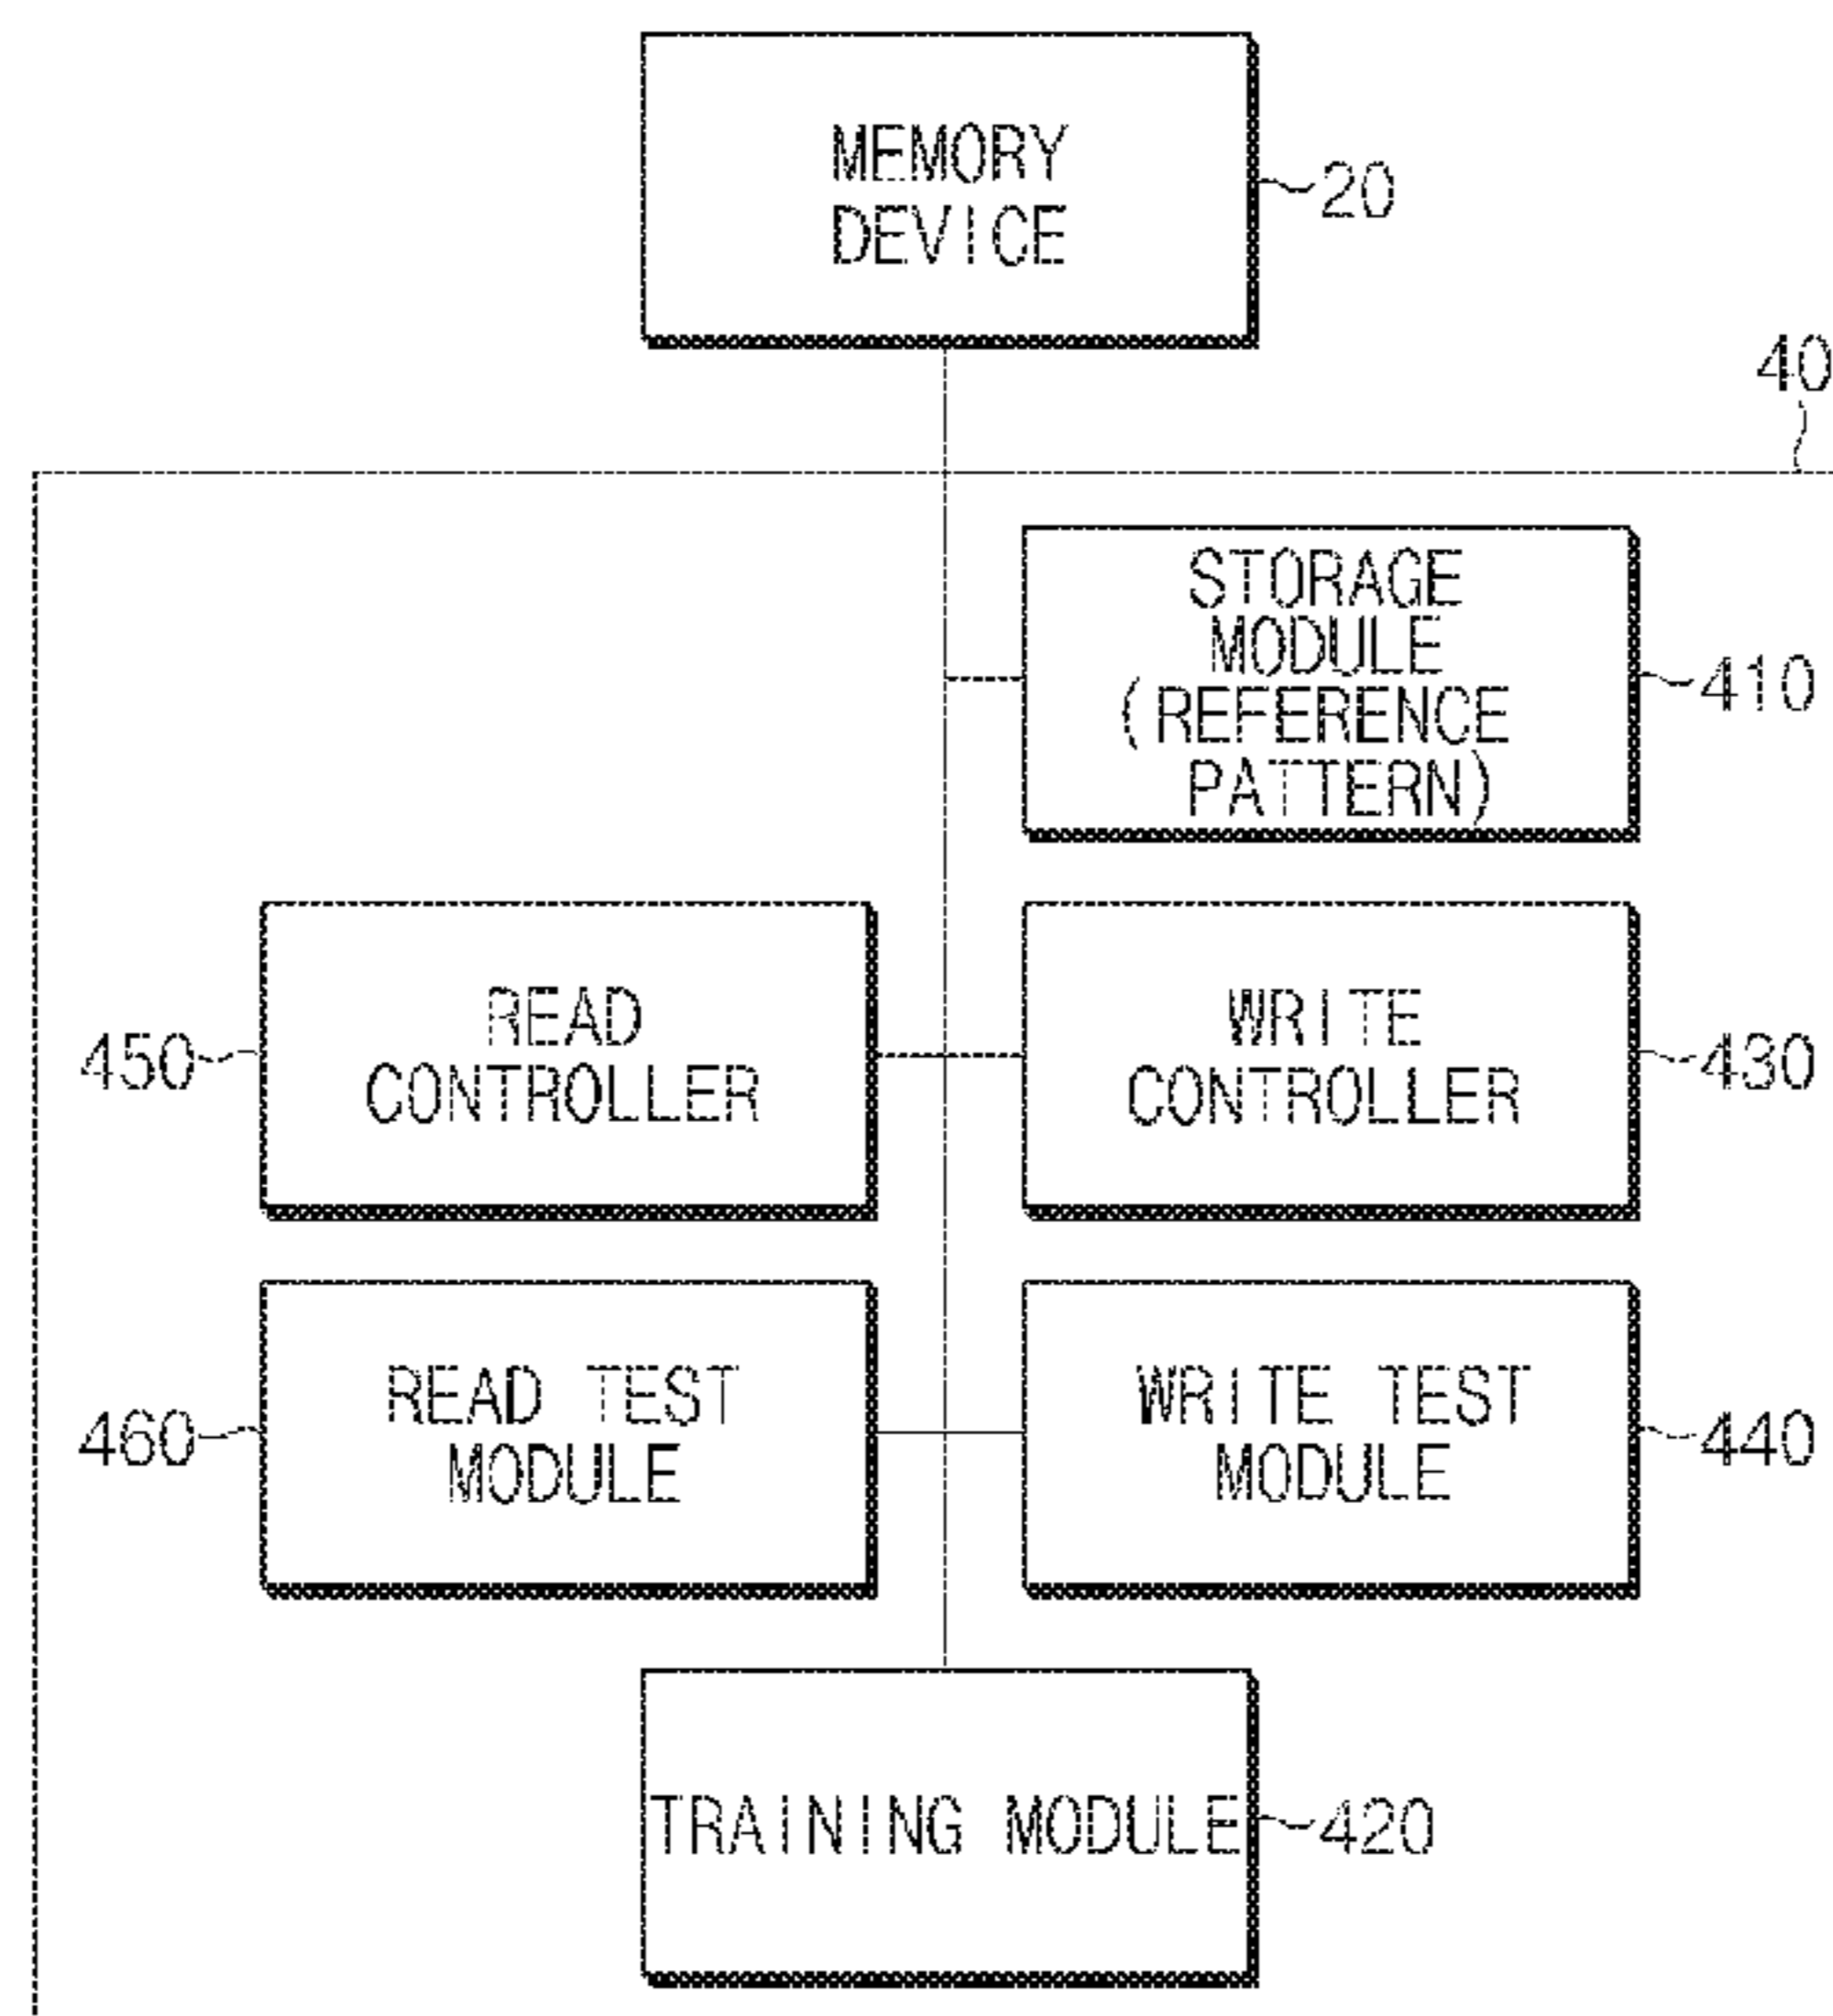 MEMORY
DEVICE
20
40
STORAGE
MODULE
(REFERENCE
PATTERN)
410
450
READ
CONTROLLER
WRITE
CONTROLLER
430
460
READ TEST
MODULE
WRITE TEST
MODULE
440
TRAINING MODULE
420